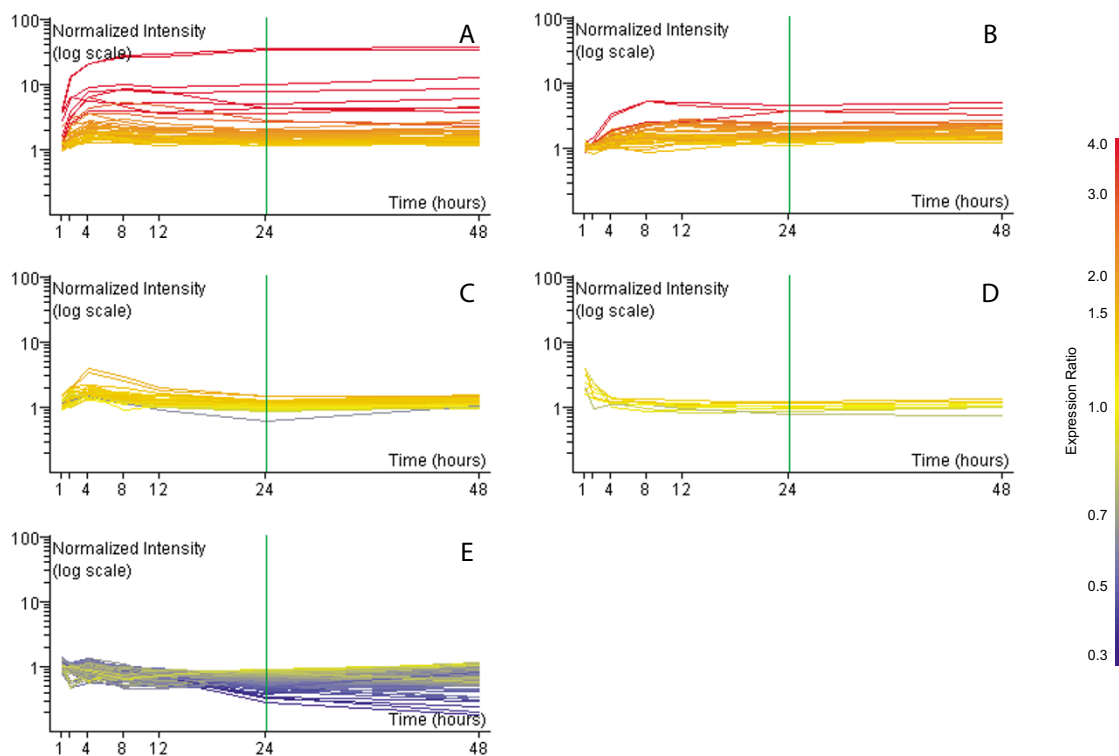 100
Normalized Intensity
(log scale)
A
10
1
Time (hours)
1 4 8 12 24 48
100
Normalized Intensity
(log scale)
B
10
1
Time (hours)
1 4 8 12 24 48
100
Normalized Intensity
(log scale)
C
10
1
Time (hours)
1 4 8 12 24 48
100
Normalized Intensity
(log scale)
D
10
1
Time (hours)
1 4 8 12 24 48
100
Normalized Intensity
(log scale)
E
10
1
Time (hours)
1 4 8 12 24 48
4.0
3.0
2.0
1.5
1.0
0.7
0.5
0.3
Expression Ratio